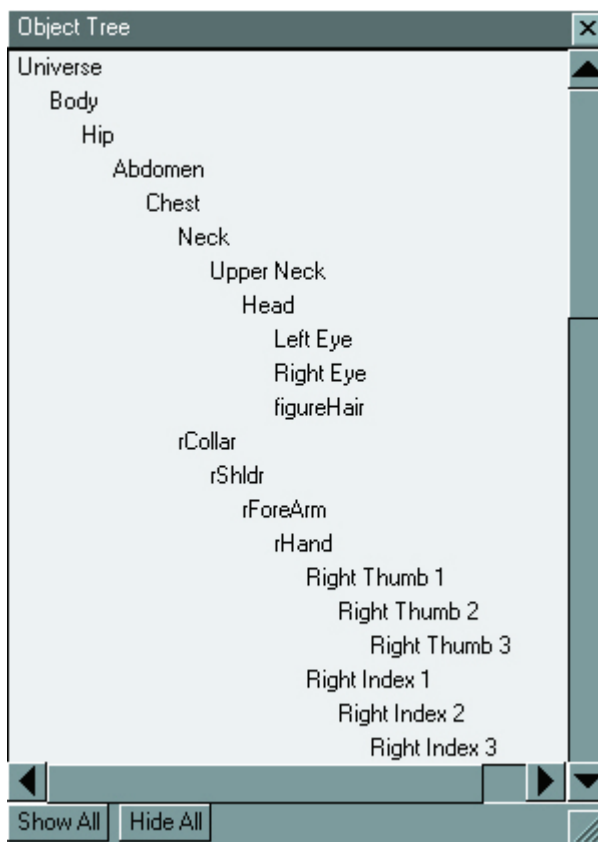 Object Tree
Universe
Body
Hip
Abdomen
Chest
Neck
Upper Neck
Head
Left Eye
Right Eye
figureHair
rCollar
rShldr
rForeArm
rHand
Right Thumb 1
Right Thumb 2
Right Thumb 3
Right Index 1
Right Index 2
Right Index 3
Show All Hide All